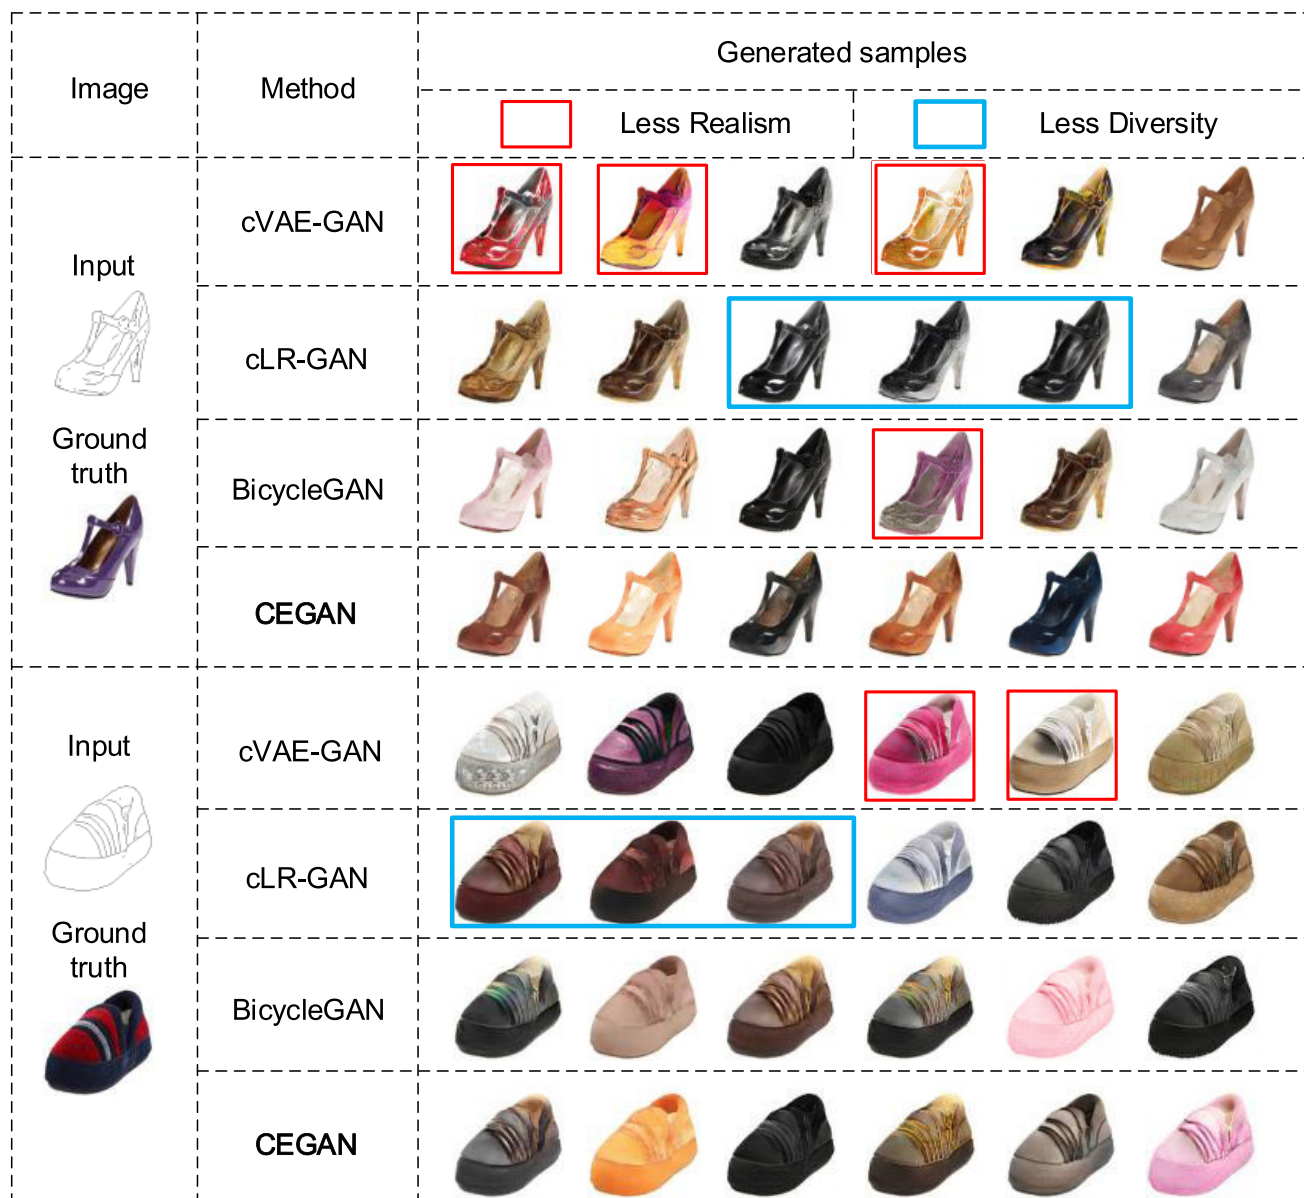 Image
Method
Generated samples
Less Realism
Less Diversity
Input
Ground
truth
cVAE-GAN
cLR-GAN
BicycleGAN
CEGAN
Input
Ground
truth
cVAE-GAN
cLR-GAN
BicycleGAN
CEGAN